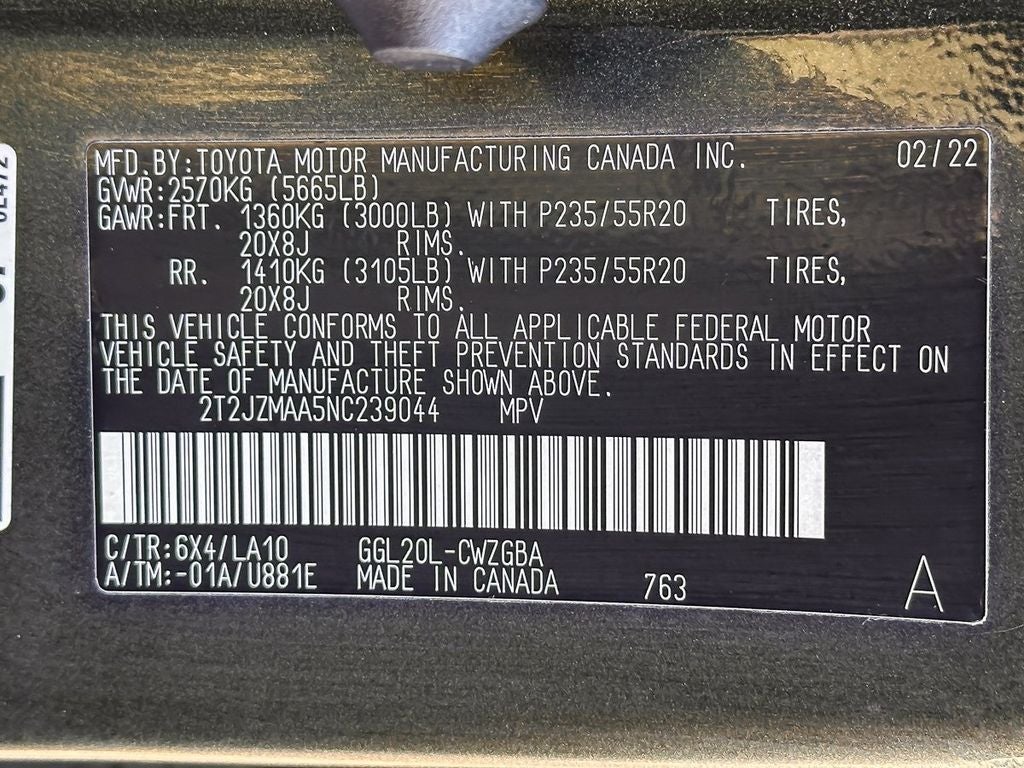 MFD.BY:TOYOTA MOTOR MANUFACTURING CANADA INC. 02/22
GVWR:2570KG (5665LB)
GAWR:FRT. 1360KG (3000LB) WITH P235/55R20 TIRES,
20X8J RIMS.
RR. 1410KG (3105LB) WITH P235/55R20 TIRES,
20X8J RIMS.
THIS VEHICLE CONFORMS TO ALL APPLICABLE FEDERAL MOTOR
VEHICLE SAFETY AND THEFT PREVENTION STANDARDS IN EFFECT ON
THE DATE OF MANUFACTURE SHOWN ABOVE.
2T2JZMAA5NC239044 MPV
C/TR:6X4/LA10 GGL20L-CWZGBA
A/TM:-01A/U881E MADE IN CANADA 763 A